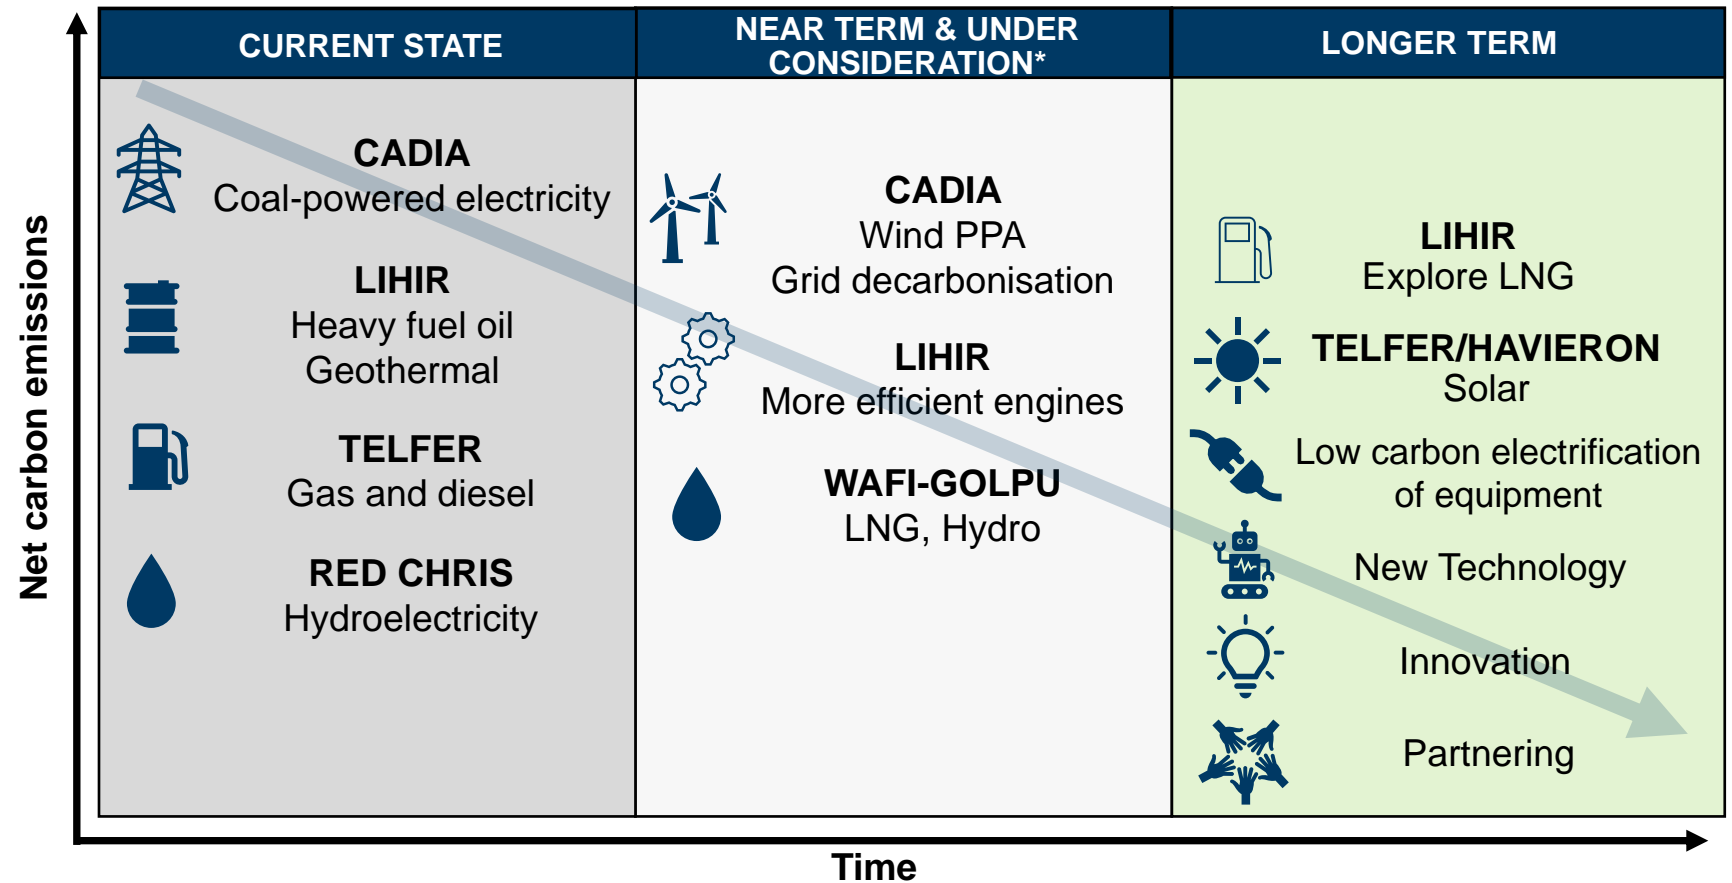 Net carbon emissions
CURRENT STATE
CADIA
Coal-powered electricity
LIHIR
Heavy fuel oil
Geothermal
TELFER
Gas and diesel
RED CHRIS
Hydroelectricity
NEAR TERM & UNDER
CONSIDERATION*
CADIA
Wind PPA
Grid decarbonisation
LIHIR
More efficient engines
WAFI-GOLPU
LNG, Hydro
LONGER TERM
LIHIR
Explore LNG
TELFER/HAVIERON
Solar
Low carbon electrification
of equipment
New Technology
Innovation
Partnering
Time